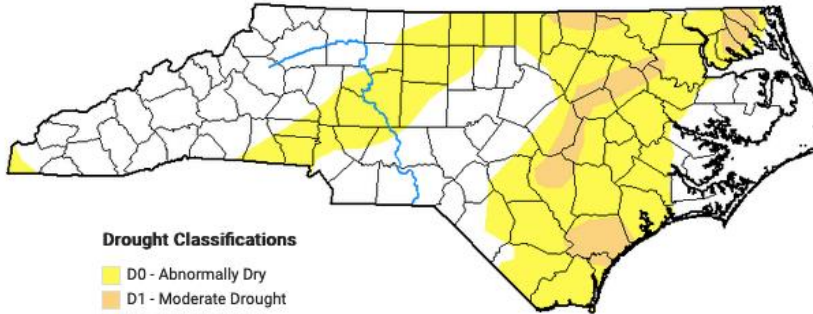 Drought Classifications
D0 - Abnormally Dry
D1 - Moderate Drought